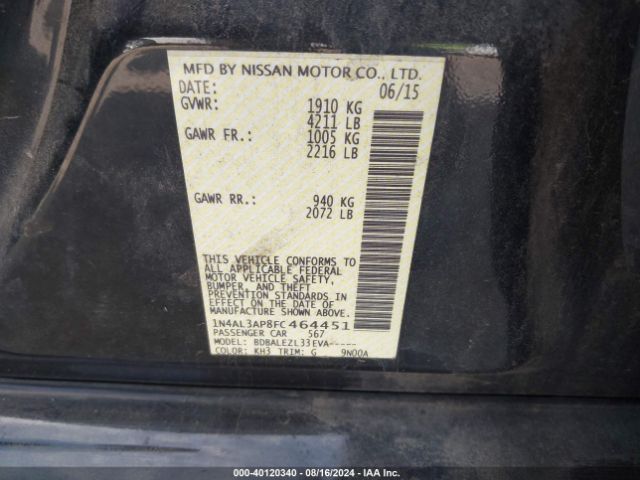 MFD BY NISSAN MOTOR CO., LTD.
DATE: 06/15
GVWR: 1910 KG
4211 LB
GAWR FR.: 1005 KG
2216 LB
GAWR RR.: 940 KG
2072 LB
THIS VEHICLE CONFORMS TO
ALL APPLICABLE FEDERAL
MOTOR VEHICLE SAFETY,
BUMPER, AND THEFT
PREVENTION STANDARDS
IN EFFECT ON THE DATE OF
MANUFACTURE SHOWN ABOVE.
1N4AL3AP8FC464451
PASSENGER CAR 567
MODEL: BDBALEZL33EVA-----
COLOR: KH3 TRIM: G 9N00A
000-40120340 - 08/16/2024 - IAA Inc.